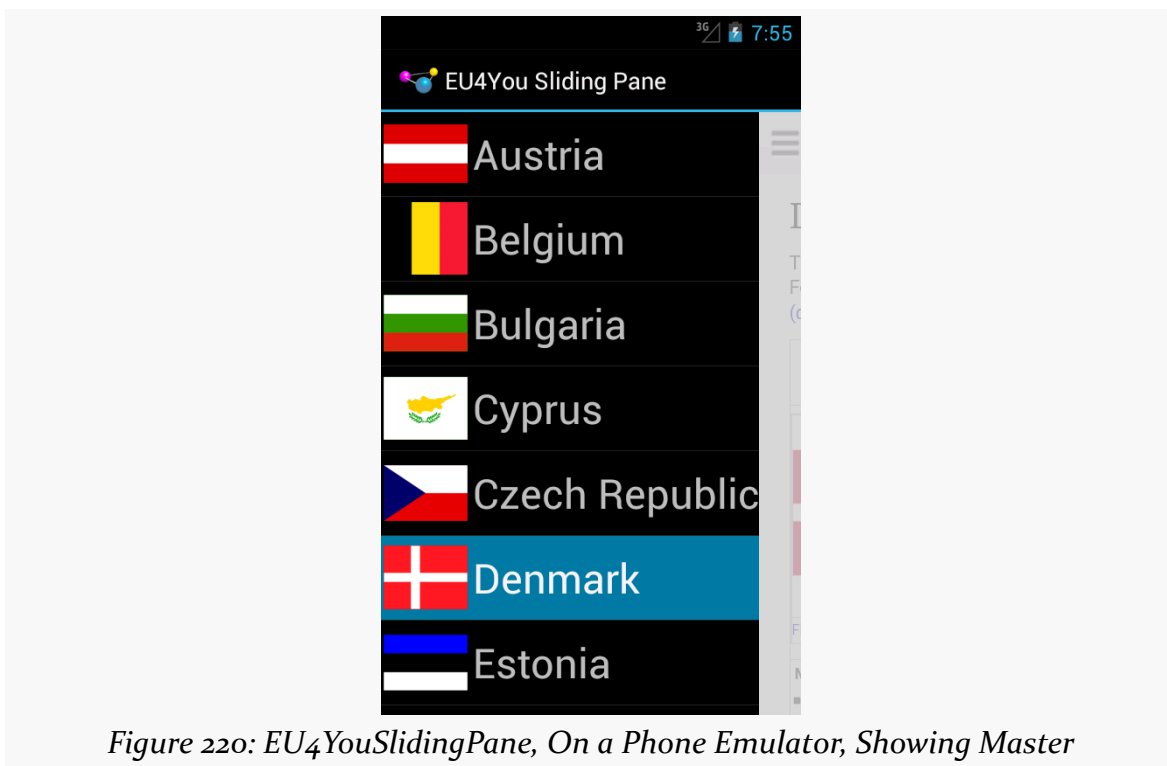 3G 7:55
EU4You Sliding Pane
Austria
Belgium
Bulgaria
Cyprus
Czech Republic
Denmark
Estonia
Figure 220: EU4YouSlidingPane, On a Phone Emulator, Showing Master